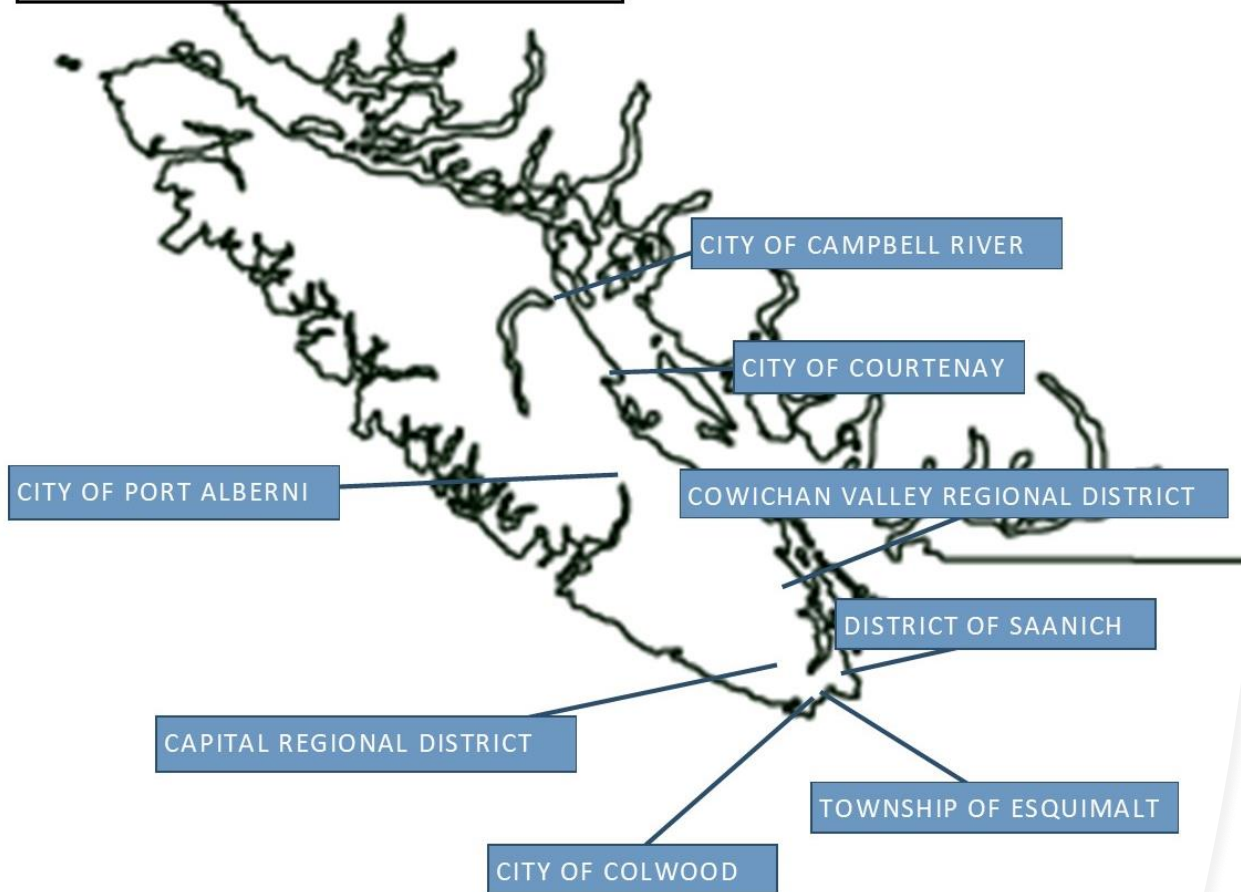 CITY OF CAMPBELL RIVER
CITY OF COURTENAY
CITY OF PORT ALBERNI
COWICHAN VALLEY REGIONAL DISTRICT
DISTRICT OF SAANICH
CAPITAL REGIONAL DISTRICT
TOWNSHIP OF ESQUIMALT
CITY OF COLWOOD